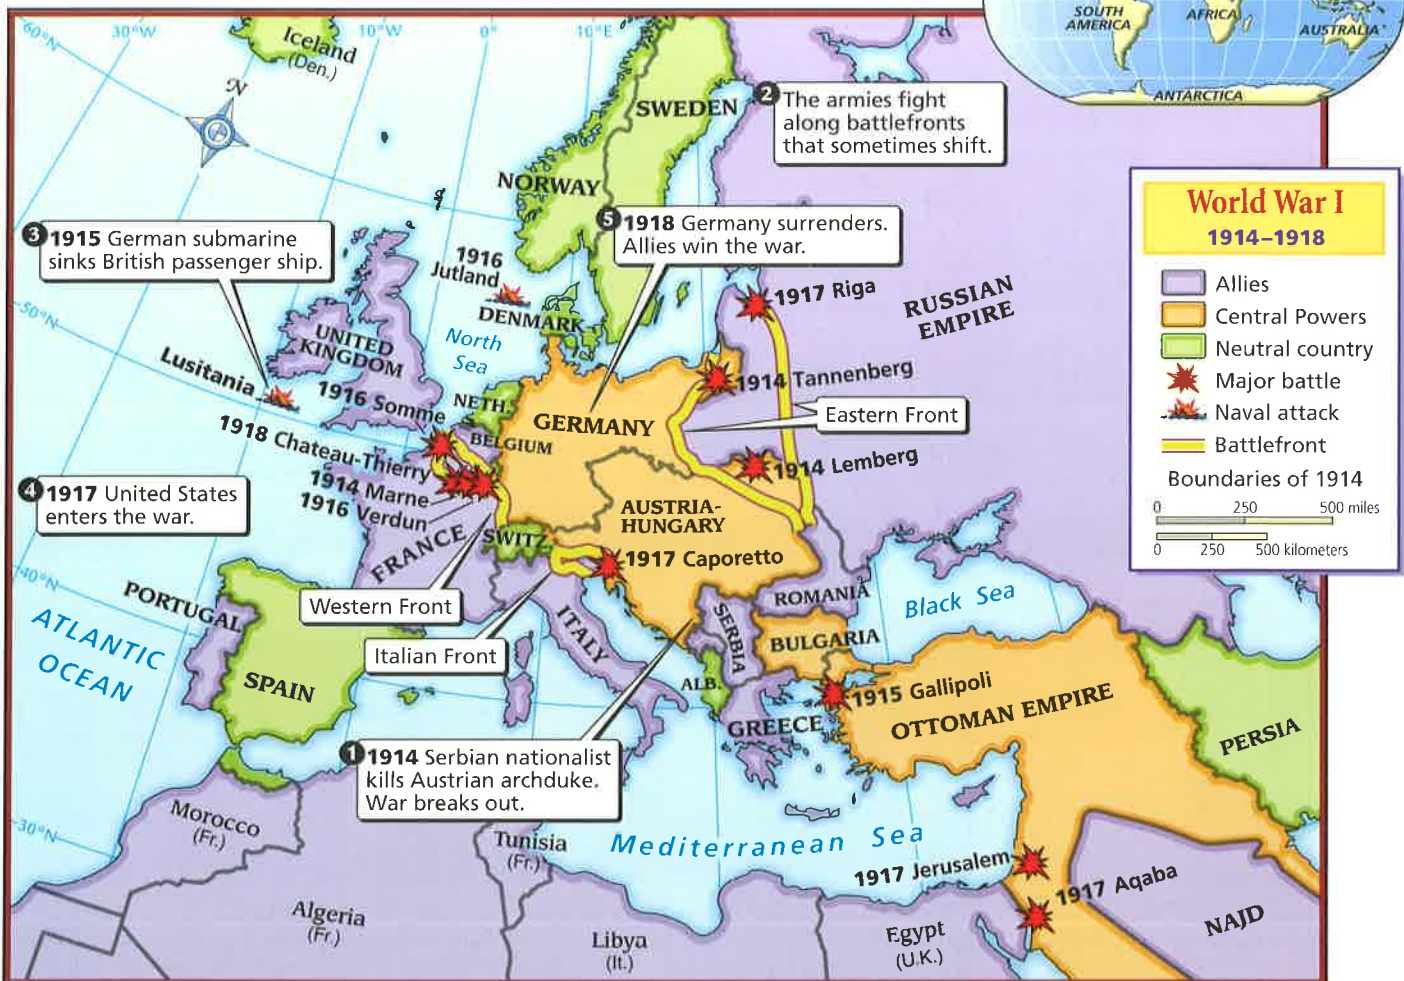 SOUTH
AMERICA
AFRICA
AUSTRALIA
ANTARCTICA
60°N
30°W
10°W
0°
10°E
Iceland
(Den.)
N
SWEDEN
NORWAY
2 The armies fight
along battlefronts
that sometimes shift.
World War I
1914–1918
Allies
Central Powers
Neutral country
Major battle
Naval attack
Battlefront
Boundaries of 1914
0 250 500 miles
0 250 500 kilometers
3 1915 German submarine
sinks British passenger ship.
5 1918 Germany surrenders.
Allies win the war.
1916
Jutland
DENMARK
North
Sea
1917 Riga
RUSSIAN
EMPIRE
50°N
UNITED
KINGDOM
Lusitania
1916 Somme
NETH.
BELGIUM
GERMANY
1914 Tannenberg
Eastern Front
1914 Lemberg
1918 Chateau-Thierry
1914 Marne
1916 Verdun
4 1917 United States
enters the war.
FRANCE
SWITZ.
AUSTRIA-
HUNGARY
1917 Caporetto
40°N
PORTUGAL
Western Front
Italian Front
ITALY
SERBIA
ROMANIA
Black Sea
BULGARIA
ATLANTIC
OCEAN
SPAIN
ALB.
GREECE
1915 Gallipoli
OTTOMAN EMPIRE
PERSIA
1 1914 Serbian nationalist
kills Austrian archduke.
War breaks out.
30°N
Morocco
(Fr.)
Tunisia
(Fr.)
Mediterranean Sea
1917 Jerusalem
1917 Aqaba
NAJD
Algeria
(Fr.)
Libya
(It.)
Egypt
(U.K.)